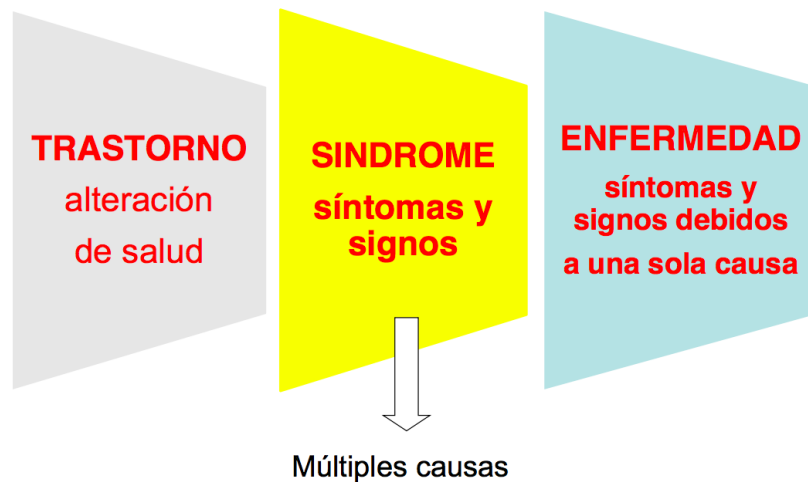 TRASTORNO
alteración
de salud
SINDROME
síntomas y
signos
ENFERMEDAD
síntomas y
signos debidos
a una sola causa
Múltiples causas